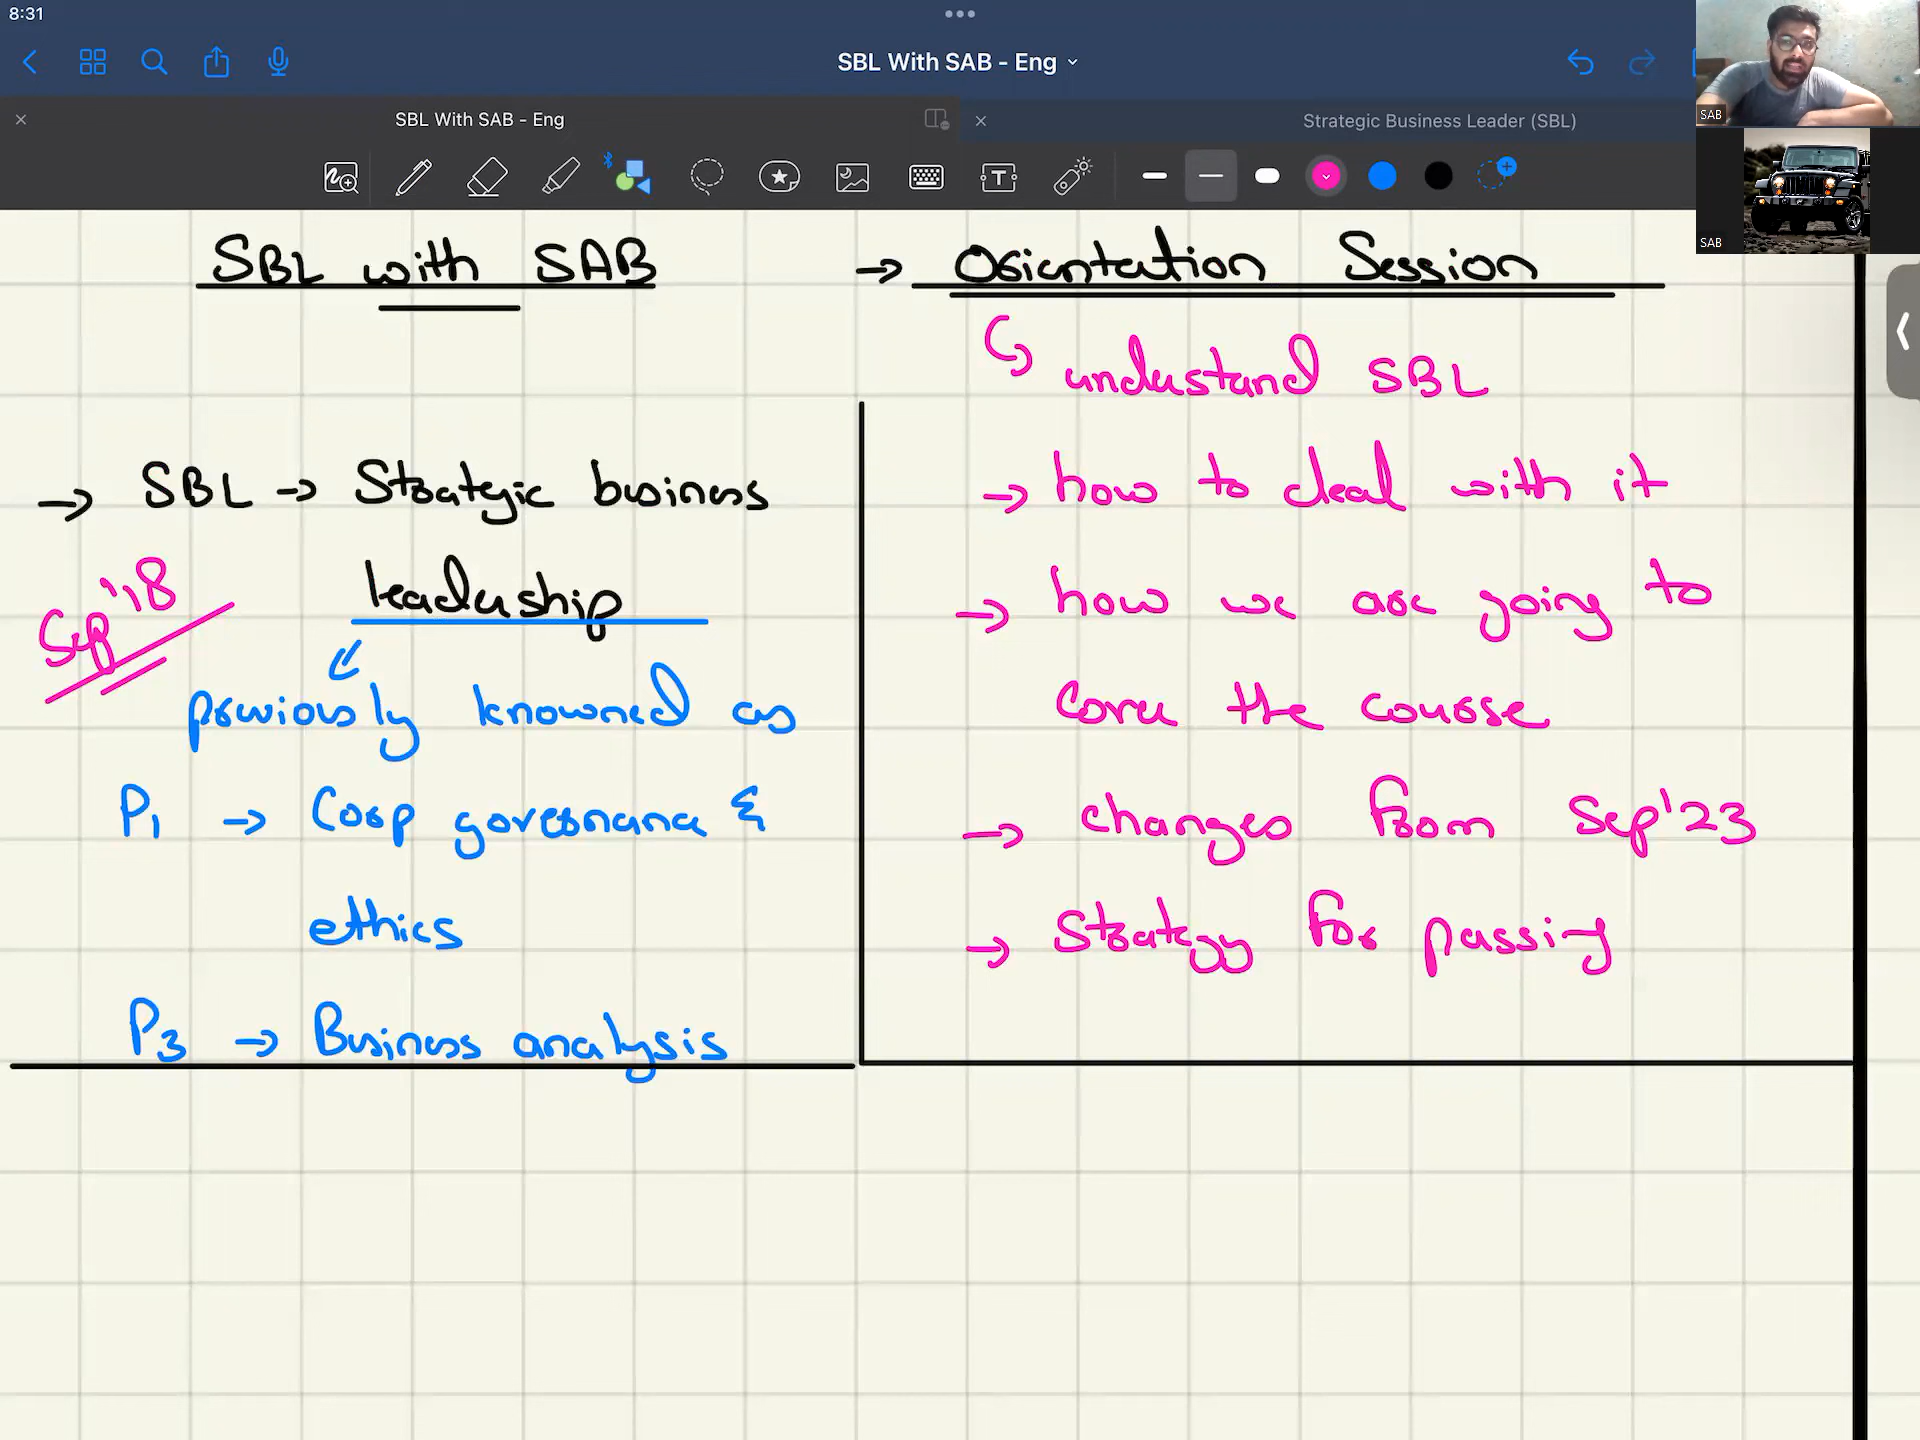 8:31
SBL With SAB - Eng
SBL With SAB - Eng
Strategic Business Leader (SBL)
SAB
SAB
SBL with SAB
→ Orientation Session
understand SBL
→ how to deal with it
→ how we are going to
cover the course
→ changes from Sep'23
→ Strategy for passing
→ SBL → Strategic business
leadership
Sep'18
previously knowned as
P1 → Corp governance &
ethics
P3 → Business analysis